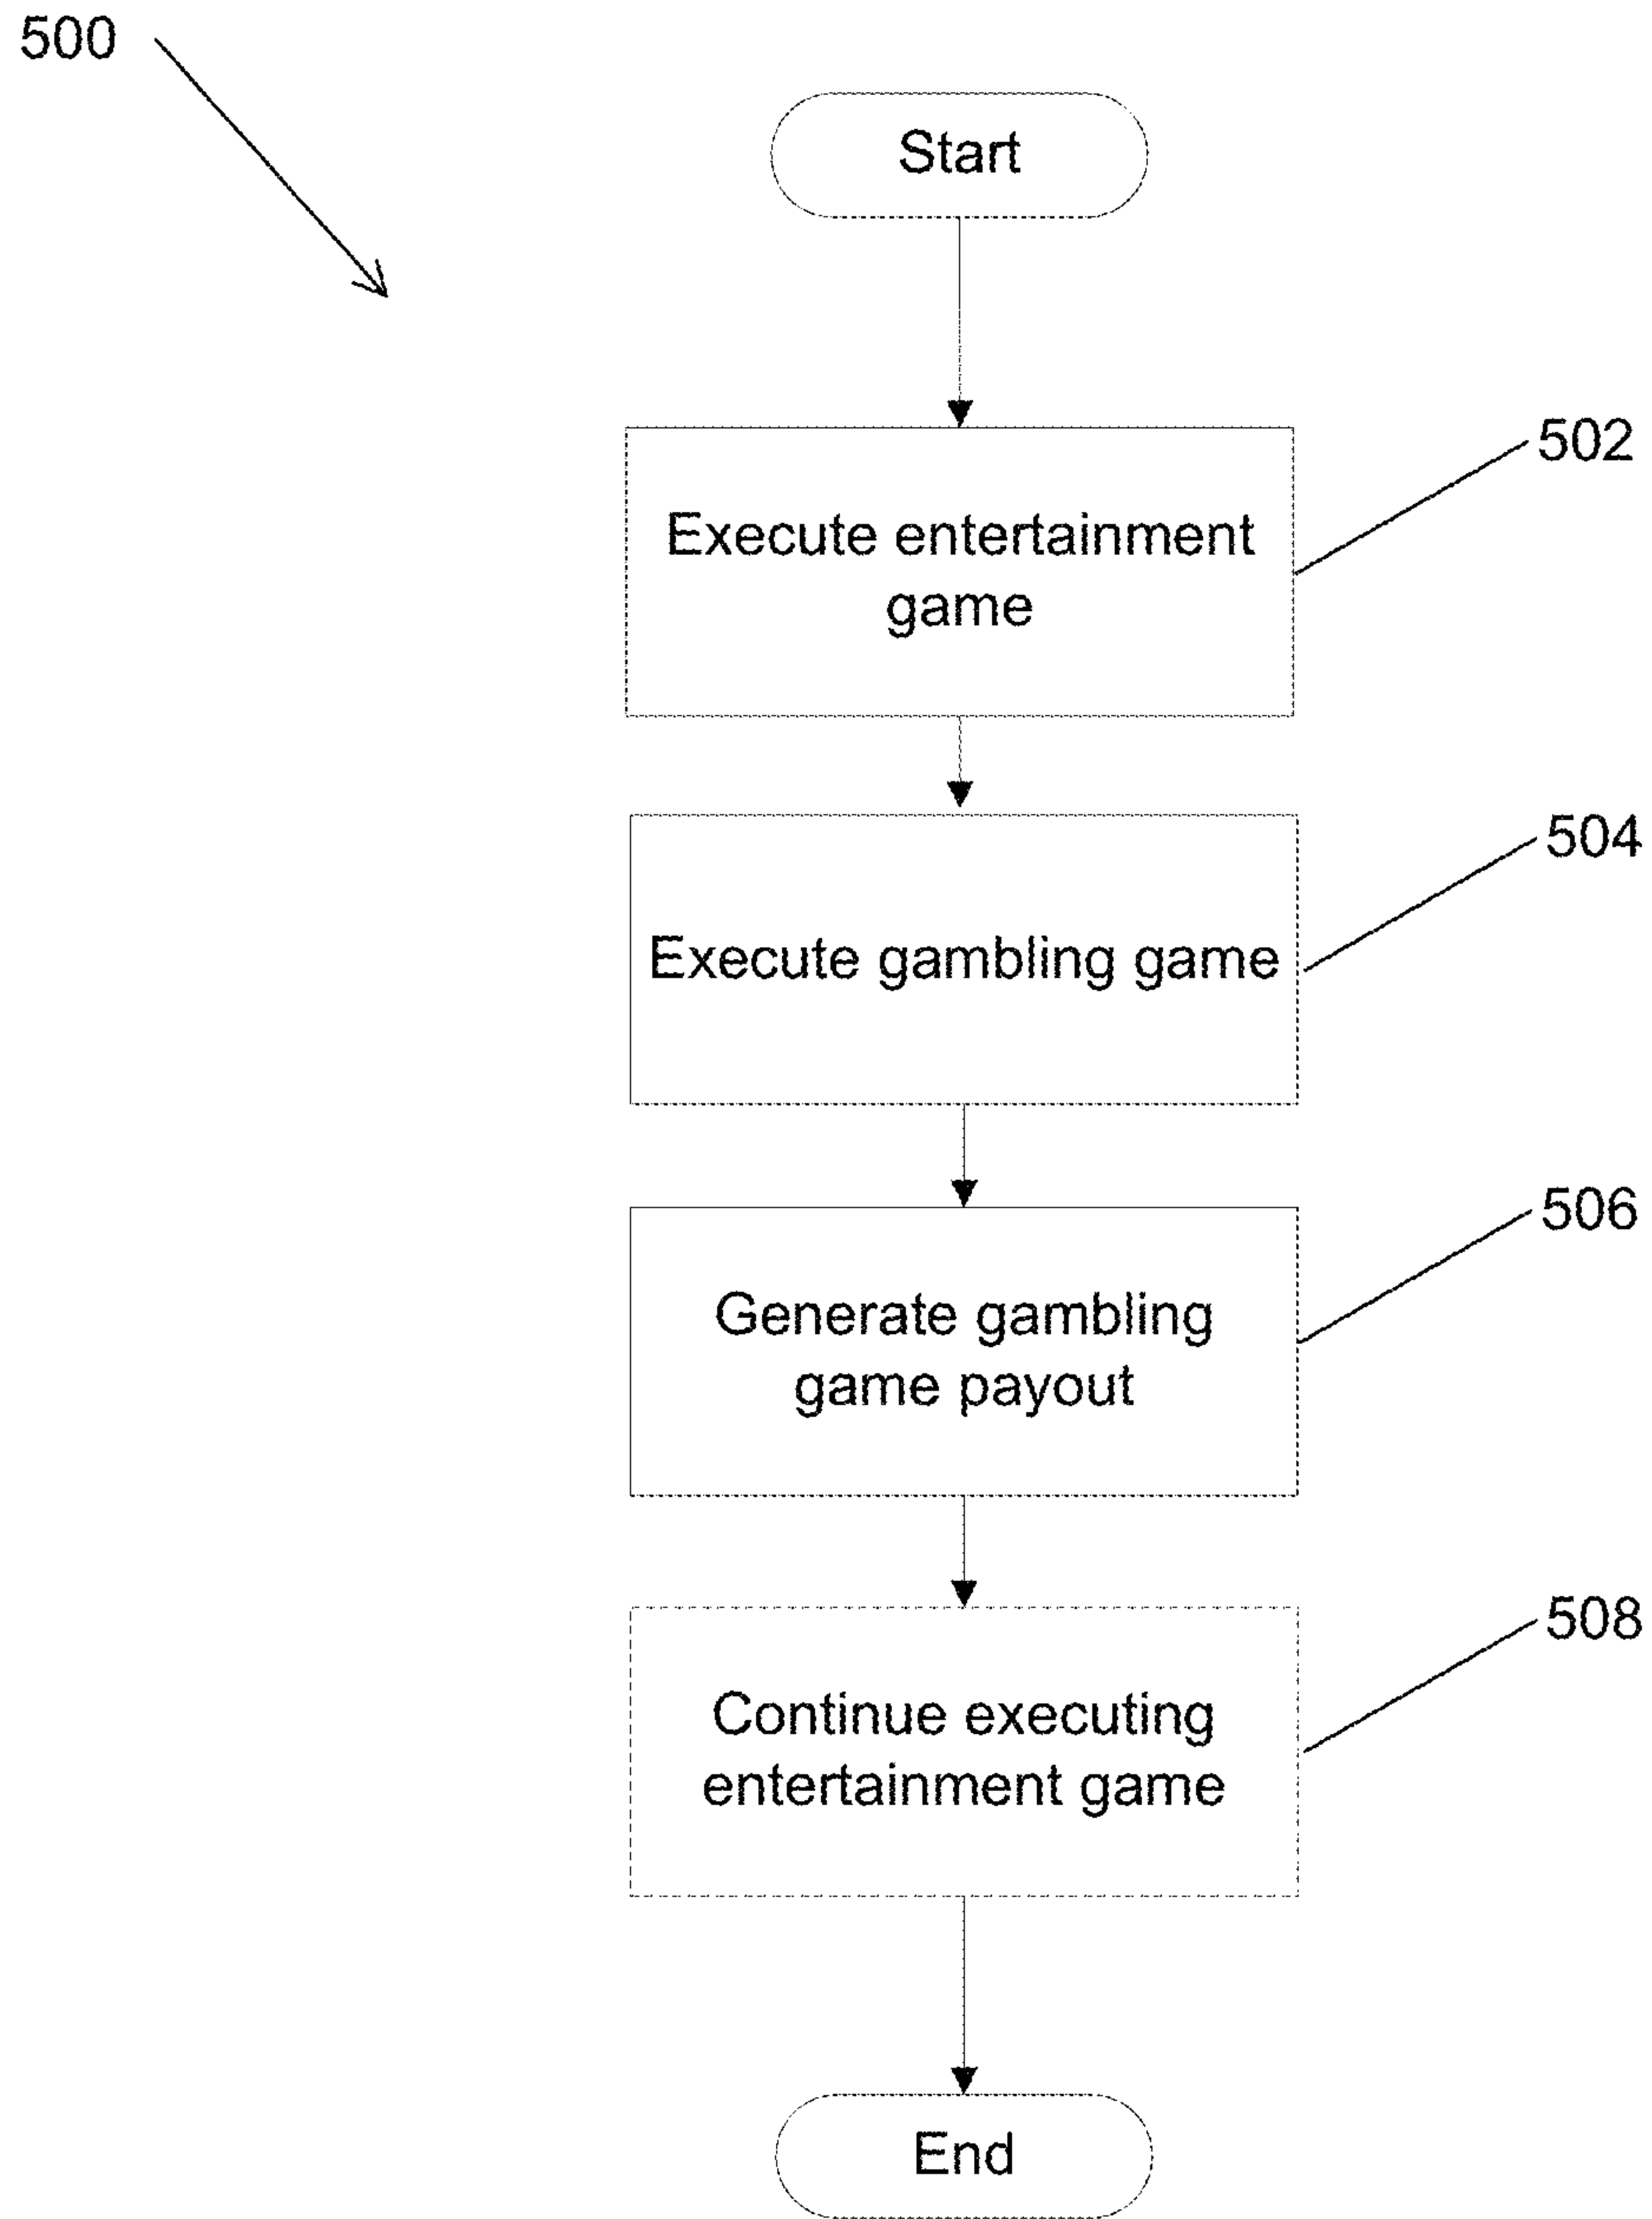 500
Start
502
Execute entertainment
game
504
Execute gambling game
506
Generate gambling
game payout
508
Continue executing
entertainment game
End